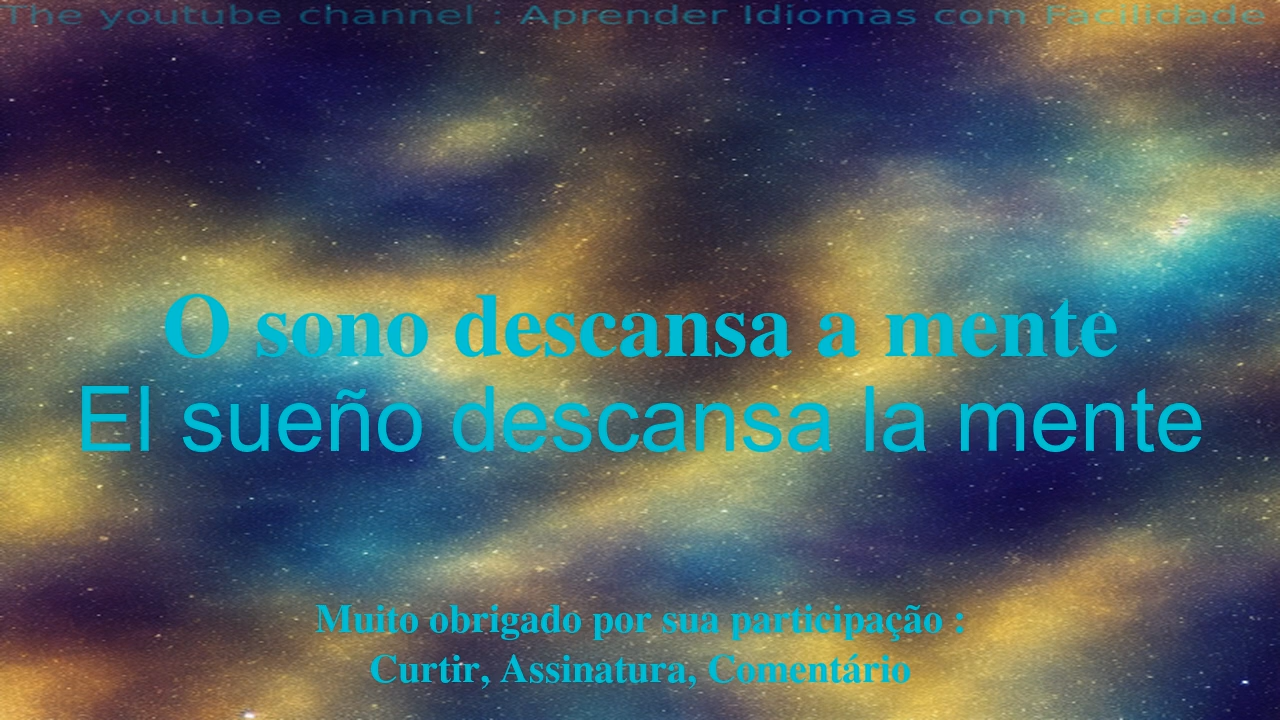 The youtube channel : Aprender Idiomas com Facilidade
O sono descansa a mente
El sueño descansa la mente
Muito obrigado por sua participação :
Curtir, Assinatura, Comentário